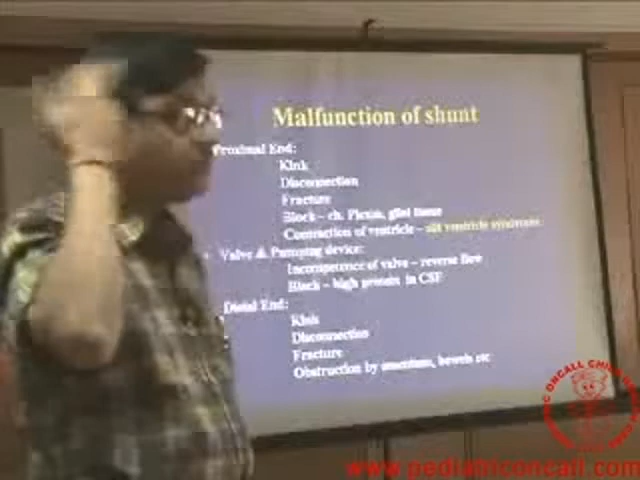 Malfunction of shunt
Proximal End:
Kink
Disconnection
Fracture
Block – ch. Plexus, glial tissue
Contraction of ventricle – slit ventricle syndrome
Valve & Pumping device:
Incompetence of valve – reverse flow
Block – high protein in CSF
Distal End:
Kink
Disconnection
Fracture
Obstruction by omentum, bowels etc
ONCALL CHILD
www.pediatriconcall.com